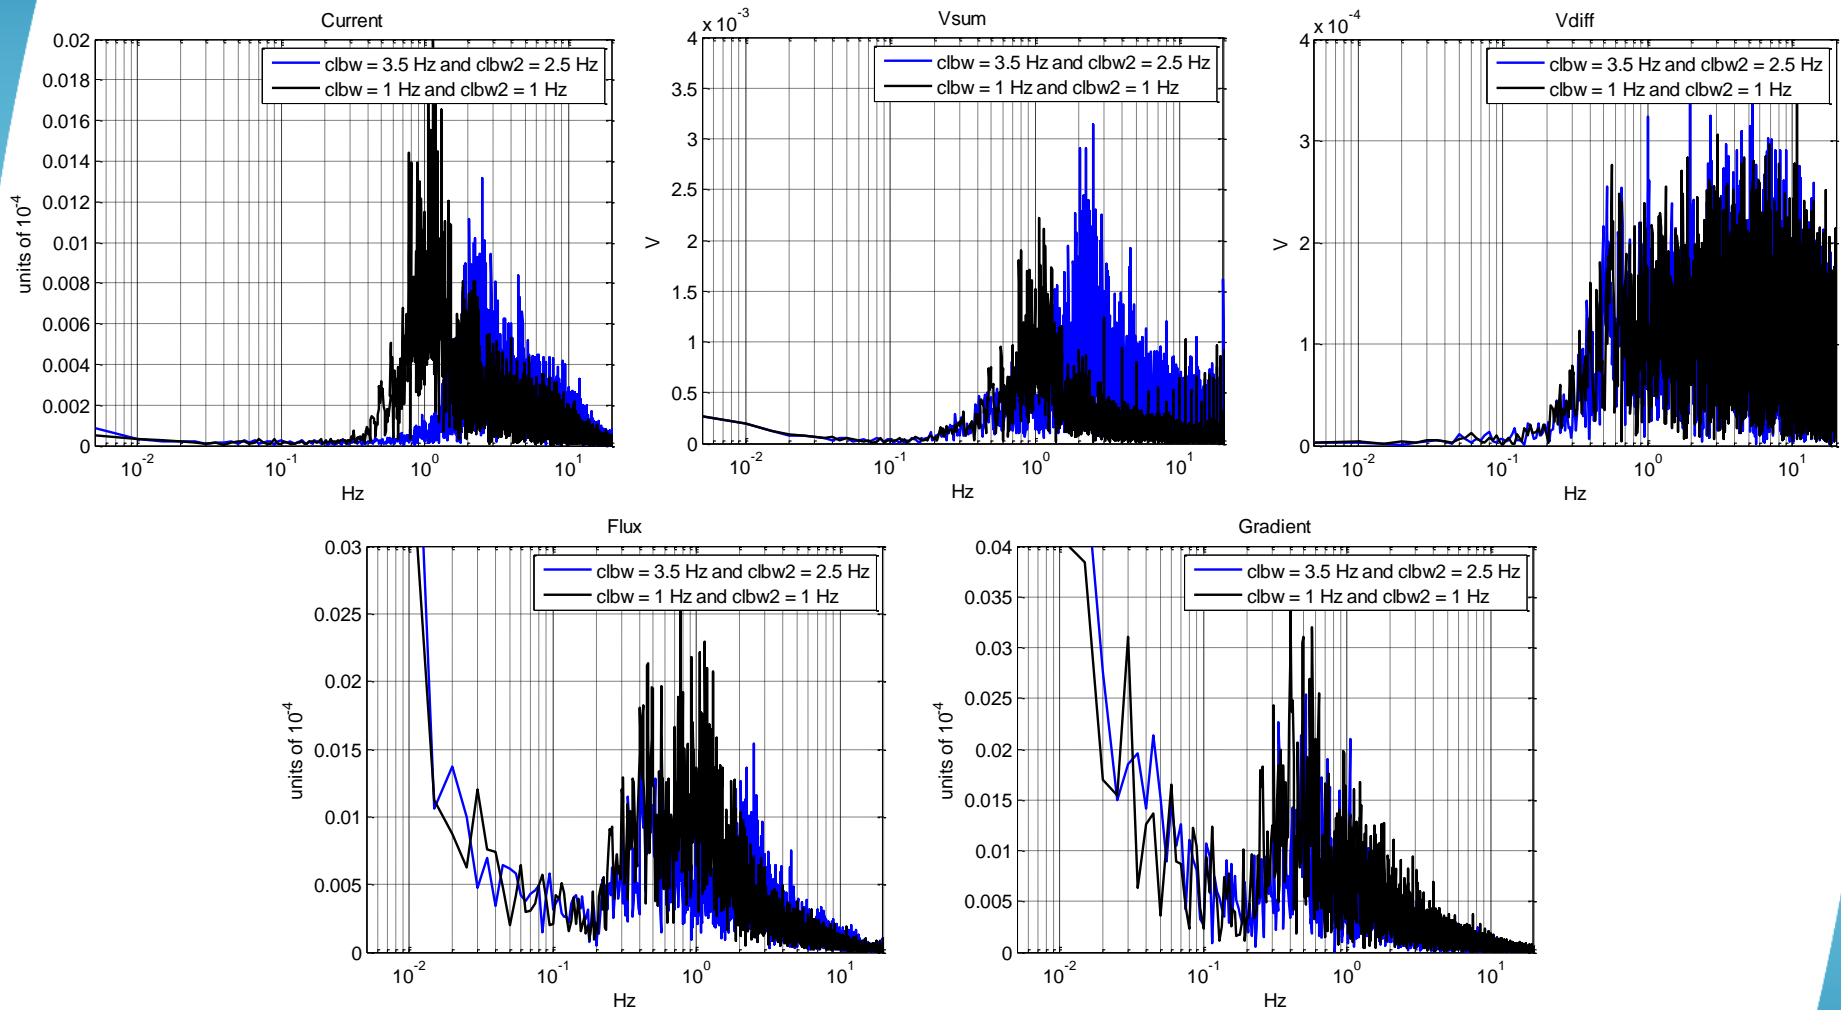 Current
0.02
0.018
0.016
0.014
0.012
0.01
0.008
0.006
0.004
0.002
0
units of 10^-4
clbw = 3.5 Hz and clbw2 = 2.5 Hz
clbw = 1 Hz and clbw2 = 1 Hz
10^-2 10^-1 10^0 10^1
Hz
Vsum
x 10^-3
4
3.5
3
2.5
2
1.5
1
0.5
0
V
clbw = 3.5 Hz and clbw2 = 2.5 Hz
clbw = 1 Hz and clbw2 = 1 Hz
10^-2 10^-1 10^0 10^1
Hz
Vdiff
x 10^-4
4
3
2
1
0
V
clbw = 3.5 Hz and clbw2 = 2.5 Hz
clbw = 1 Hz and clbw2 = 1 Hz
10^-2 10^-1 10^0 10^1
Hz
Flux
0.03
0.025
0.02
0.015
0.01
0.005
0
units of 10^-4
clbw = 3.5 Hz and clbw2 = 2.5 Hz
clbw = 1 Hz and clbw2 = 1 Hz
10^-2 10^-1 10^0 10^1
Hz
Gradient
0.04
0.035
0.03
0.025
0.02
0.015
0.01
0.005
0
units of 10^-4
clbw = 3.5 Hz and clbw2 = 2.5 Hz
clbw = 1 Hz and clbw2 = 1 Hz
10^-2 10^-1 10^0 10^1
Hz